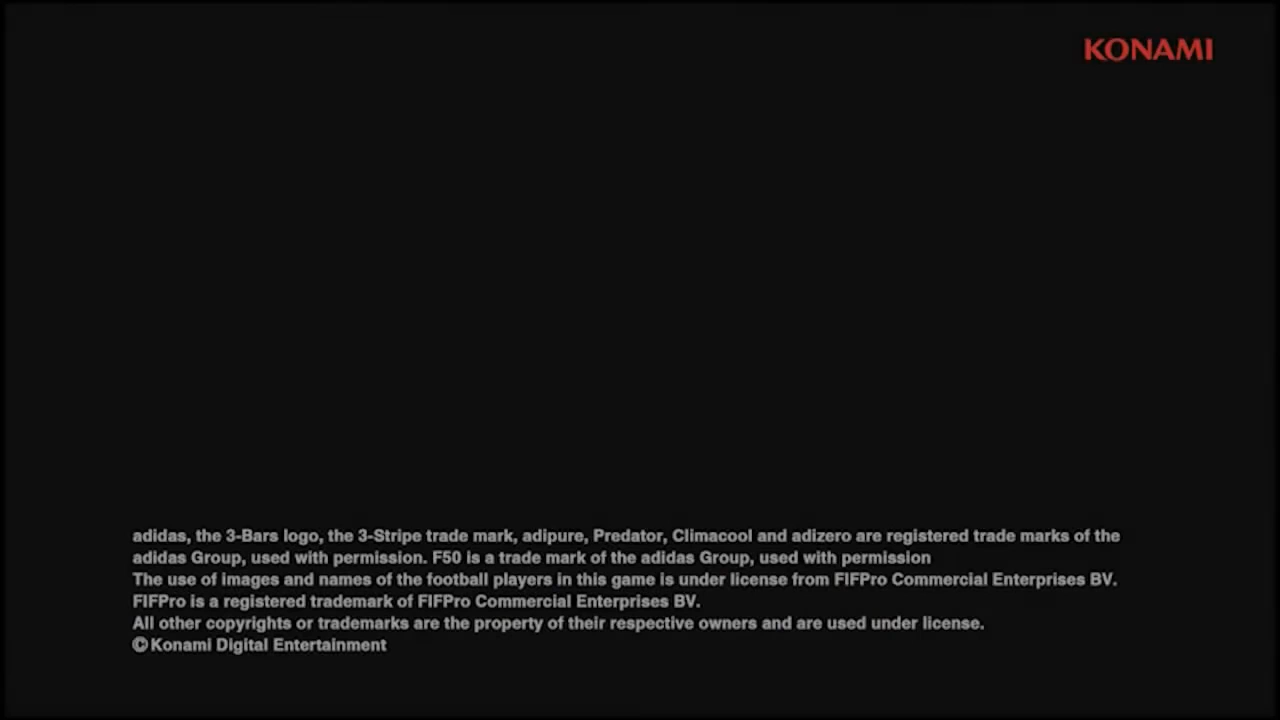 KONAMI
adidas, the 3-Bars logo, the 3-Stripe trade mark, adipure, Predator, Climacool and adizero are registered trade marks of the
adidas Group, used with permission. F50 is a trade mark of the adidas Group, used with permission
The use of images and names of the football players in this game is under license from FIFPro Commercial Enterprises BV.
FIFPro is a registered trademark of FIFPro Commercial Enterprises BV.
All other copyrights or trademarks are the property of their respective owners and are used under license.
© Konami Digital Entertainment